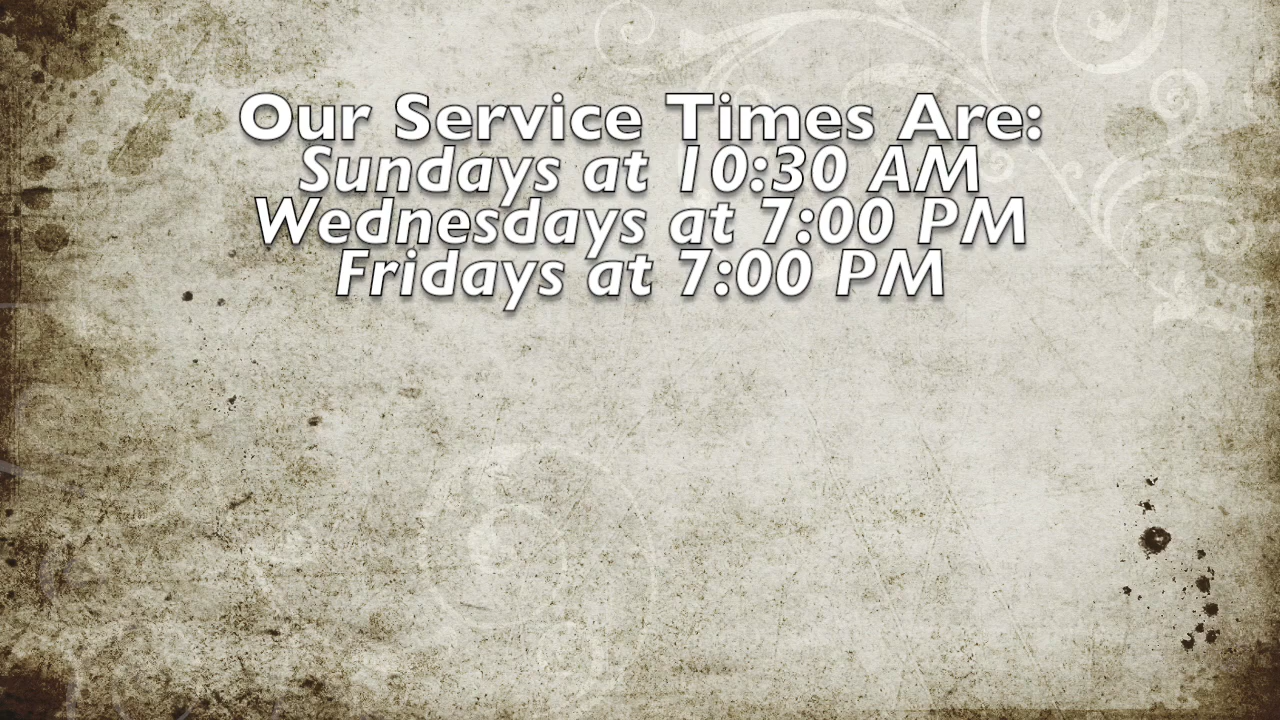 Our Service Times Are:
Sundays at 10:30 AM
Wednesdays at 7:00 PM
Fridays at 7:00 PM